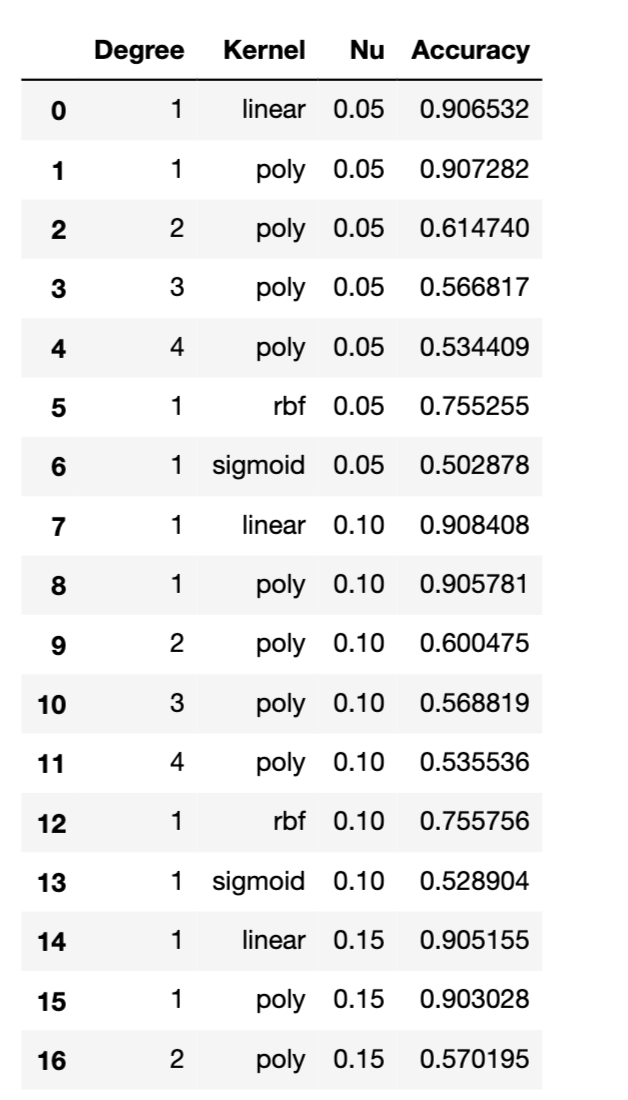 Degree Kernel Nu Accuracy
0 1 linear 0.05 0.906532
1 1 poly 0.05 0.907282
2 2 poly 0.05 0.614740
3 3 poly 0.05 0.566817
4 4 poly 0.05 0.534409
5 1 rbf 0.05 0.755255
6 1 sigmoid 0.05 0.502878
7 1 linear 0.10 0.908408
8 1 poly 0.10 0.905781
9 2 poly 0.10 0.600475
10 3 poly 0.10 0.568819
11 4 poly 0.10 0.535536
12 1 rbf 0.10 0.755756
13 1 sigmoid 0.10 0.528904
14 1 linear 0.15 0.905155
15 1 poly 0.15 0.903028
16 2 poly 0.15 0.570195